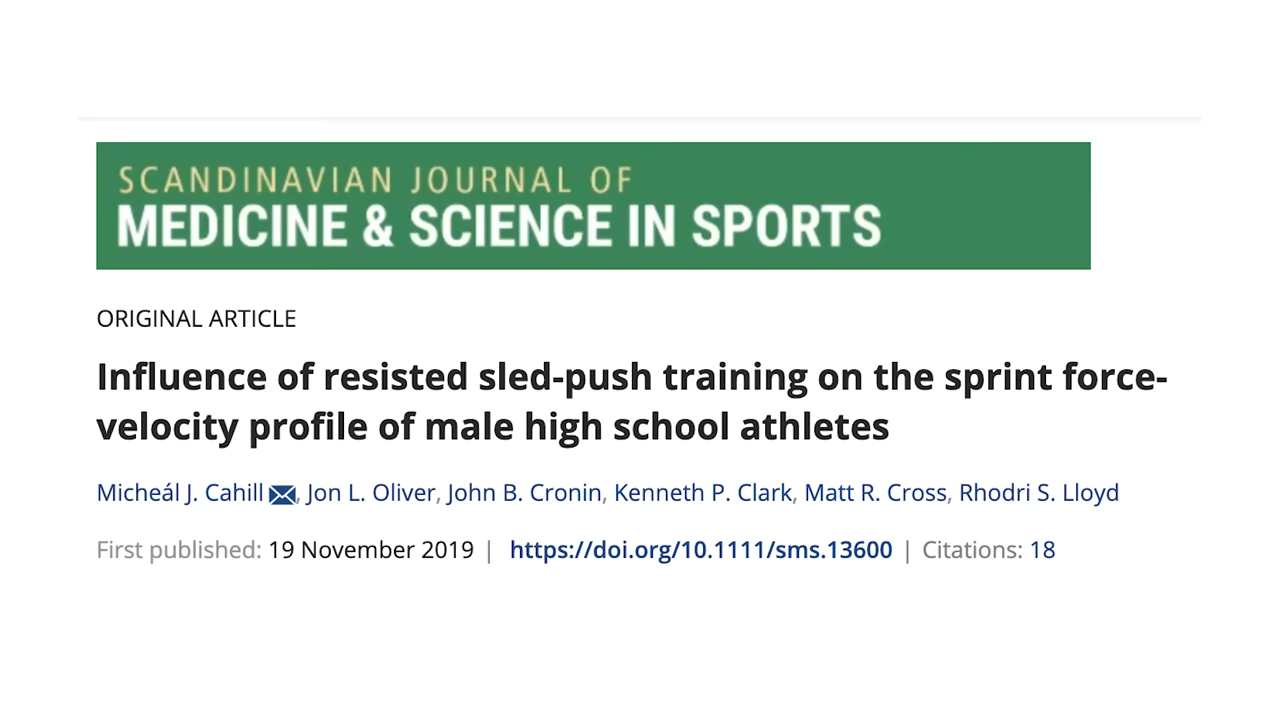 SCANDINAVIAN JOURNAL OF
MEDICINE & SCIENCE IN SPORTS
ORIGINAL ARTICLE
Influence of resisted sled-push training on the sprint force-
velocity profile of male high school athletes
Micheál J. Cahill, Jon L. Oliver, John B. Cronin, Kenneth P. Clark, Matt R. Cross, Rhodri S. Lloyd
First published: 19 November 2019 | https://doi.org/10.1111/sms.13600 | Citations: 18